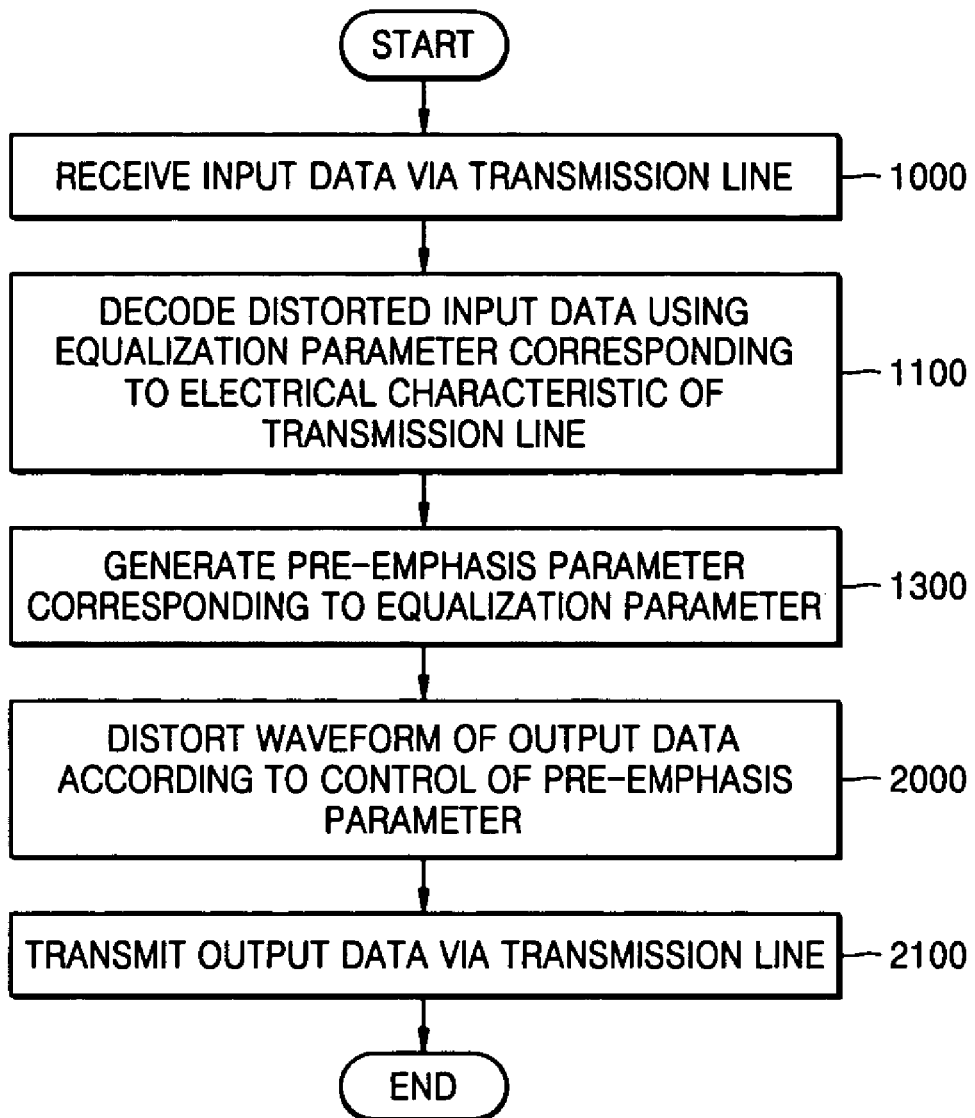 START
RECEIVE INPUT DATA VIA TRANSMISSION LINE
1000
DECODE DISTORTED INPUT DATA USING
EQUALIZATION PARAMETER CORRESPONDING
TO ELECTRICAL CHARACTERISTIC OF
TRANSMISSION LINE
1100
GENERATE PRE-EMPHASIS PARAMETER
CORRESPONDING TO EQUALIZATION PARAMETER
1300
DISTORT WAVEFORM OF OUTPUT DATA
ACCORDING TO CONTROL OF PRE-EMPHASIS
PARAMETER
2000
TRANSMIT OUTPUT DATA VIA TRANSMISSION LINE
2100
END